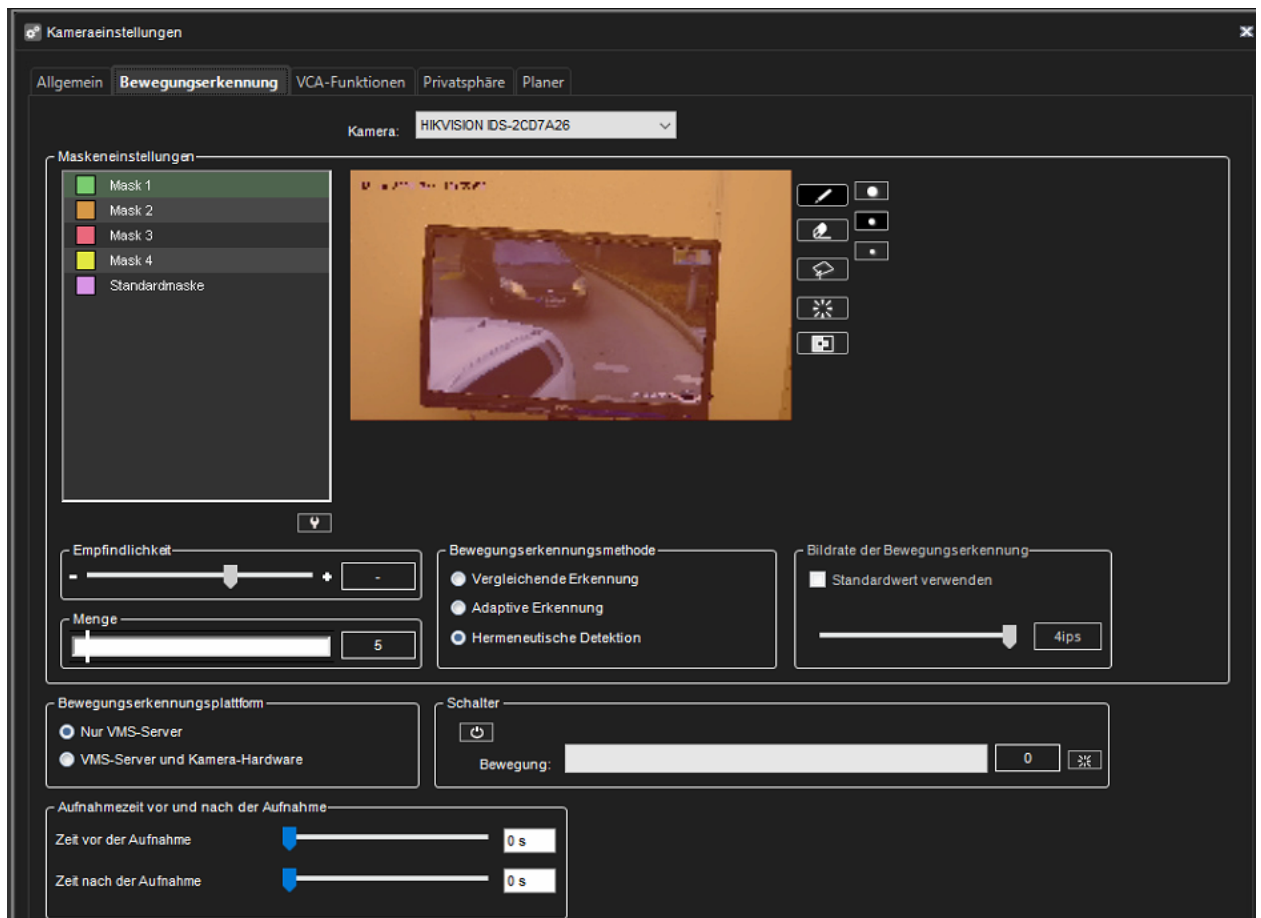 Kameraeinstellungen
Allgemein Bewegungserkennung VCA-Funktionen Privatsphäre Planer
Kamera: HIKVISION IDS-2CD7A26
Maskeneinstellungen
Mask 1
Mask 2
Mask 3
Mask 4
Standardmaske
Empfindlichkeit
- + -
Menge
5
Bewegungserkennungsmethode
Vergleichende Erkennung
Adaptive Erkennung
Hermeneutische Detektion
Bildrate der Bewegungserkennung
Standardwert verwenden
4ips
Bewegungserkennungsplattform
Nur VMS-Server
VMS-Server und Kamera-Hardware
Schalter
Bewegung: 0
Aufnahmezeit vor und nach der Aufnahme
Zeit vor der Aufnahme 0 s
Zeit nach der Aufnahme 0 s